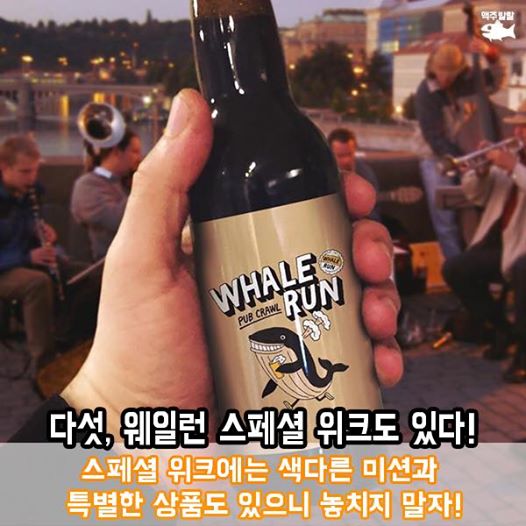 맥주탐탐
WHALE
RUN
WHALE
RUN
PUB CRAWL
다섯, 웨일런 스페셜 위크도 있다!
스페셜 위크에는 색다른 미션과
특별한 상품도 있으니 놓치지 말자!